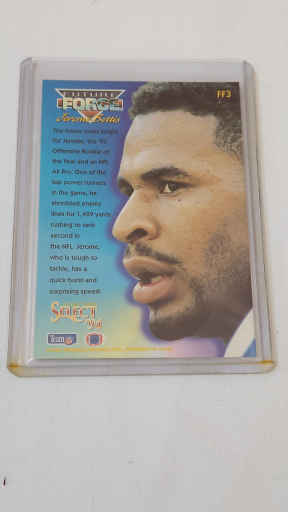 FUTURE
FORCE
FF3
Jerome Bettis
The future looks bright
for Jerome, the '93
Offensive Rookie of
the Year and an NFL
All Pro. One of the
top power runners
in the game, he
shredded enemy
lines for 1,429 yards
rushing to rank
second in
the NFL. Jerome,
who is tough to
tackle, has a
quick burst and
surprising speed!
SELECT
Team